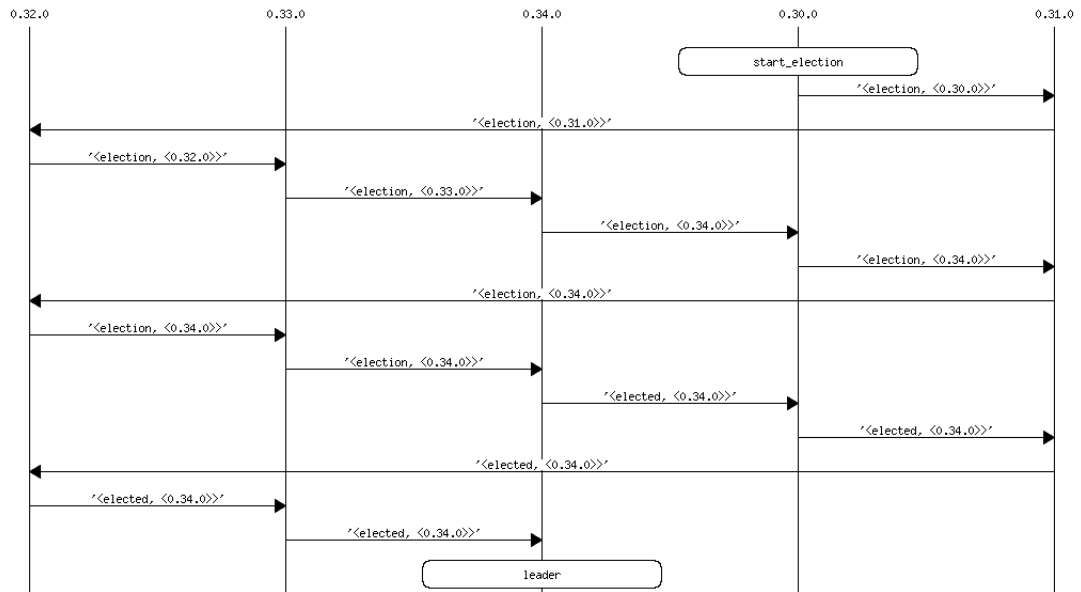 0.32.0 0.33.0 0.34.0 0.30.0 0.31.0
start_election
'<election, <0.30.0>>'
'<election, <0.31.0>>'
'<election, <0.32.0>>'
'<election, <0.33.0>>'
'<election, <0.34.0>>'
'<election, <0.34.0>>'
'<election, <0.34.0>>'
'<election, <0.34.0>>'
'<election, <0.34.0>>'
'<elected, <0.34.0>>'
'<elected, <0.34.0>>'
'<elected, <0.34.0>>'
'<elected, <0.34.0>>'
'<elected, <0.34.0>>'
leader